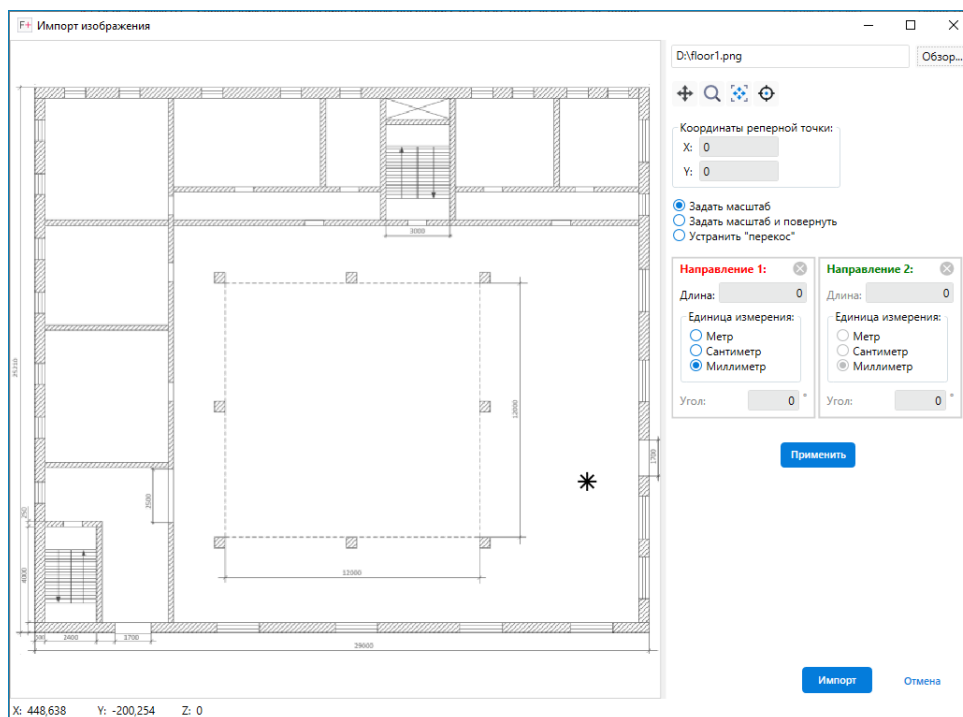 F+ Импорт изображения
D:\floor1.png
Обзор...
Координаты реперной точки:
X: 0
Y: 0
Задать масштаб
Задать масштаб и повернуть
Устранить "перекос"
Направление 1:
Длина: 0
Единица измерения:
Метр
Сантиметр
Миллиметр
Угол: 0 °
Направление 2:
Длина: 0
Единица измерения:
Метр
Сантиметр
Миллиметр
Угол: 0 °
Применить
3000
12000
1700
2500
250
4000
12000
2400
3700
29000
Импорт
Отмена
X: 448,638 Y: -200,254 Z: 0